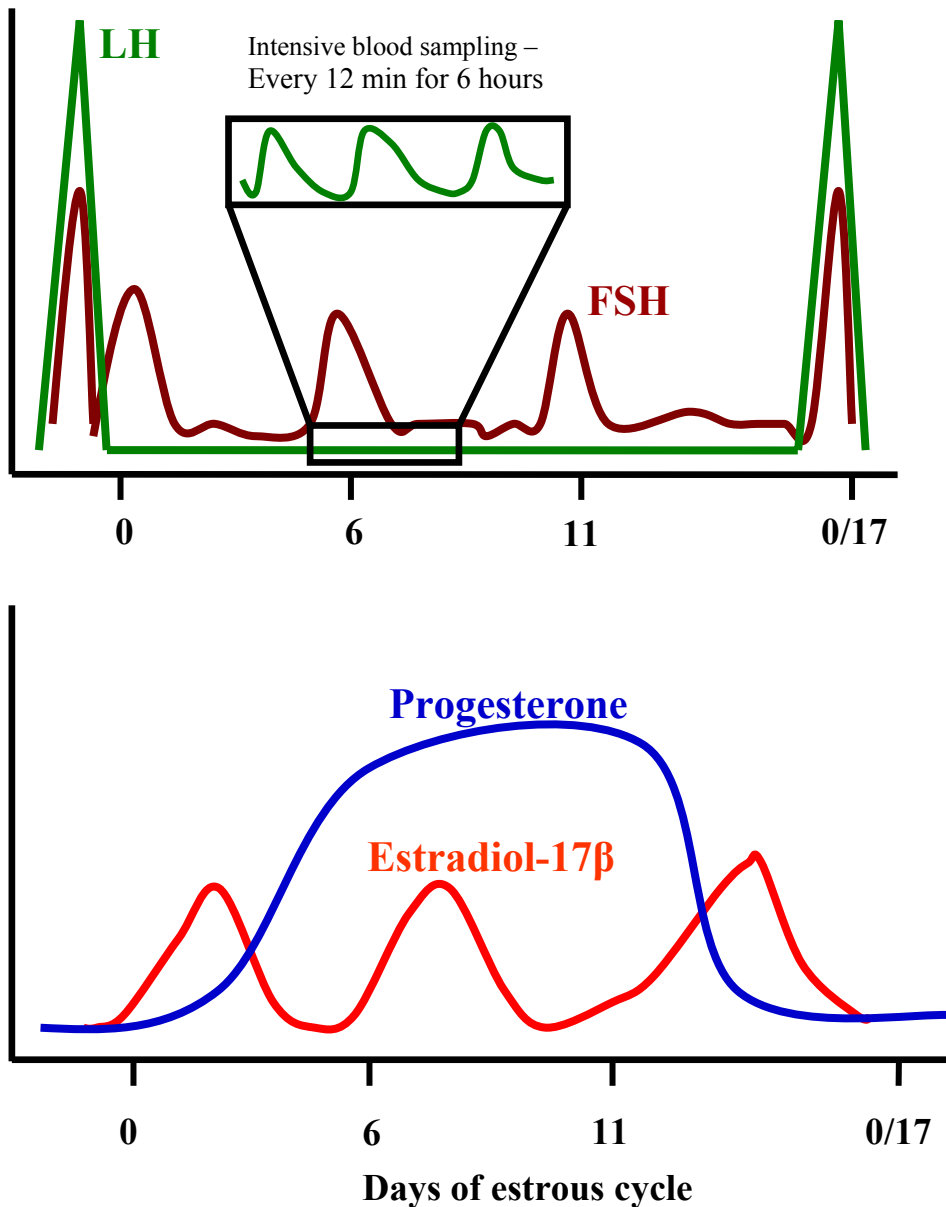 LH
Intensive blood sampling –
Every 12 min for 6 hours
FSH
0 6 11 0/17
Progesterone
Estradiol-17β
0 6 11 0/17
Days of estrous cycle